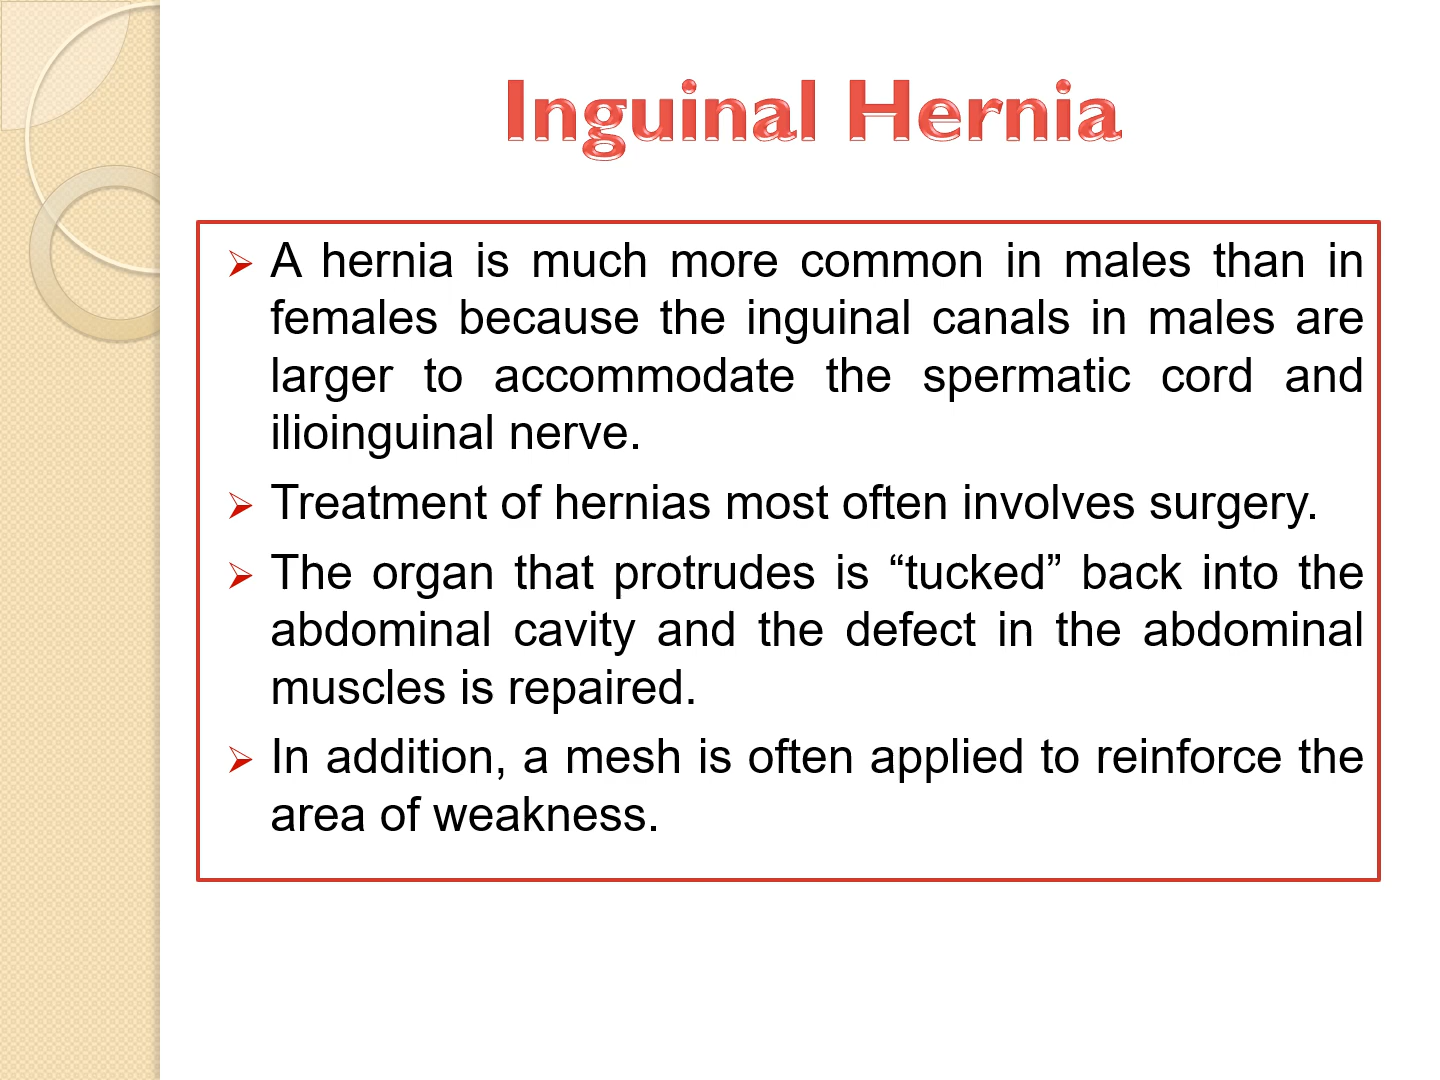 Inguinal Hernia
A hernia is much more common in males than in
females because the inguinal canals in males are
larger to accommodate the spermatic cord and
ilioinguinal nerve.
Treatment of hernias most often involves surgery.
The organ that protrudes is “tucked” back into the
abdominal cavity and the defect in the abdominal
muscles is repaired.
In addition, a mesh is often applied to reinforce the
area of weakness.